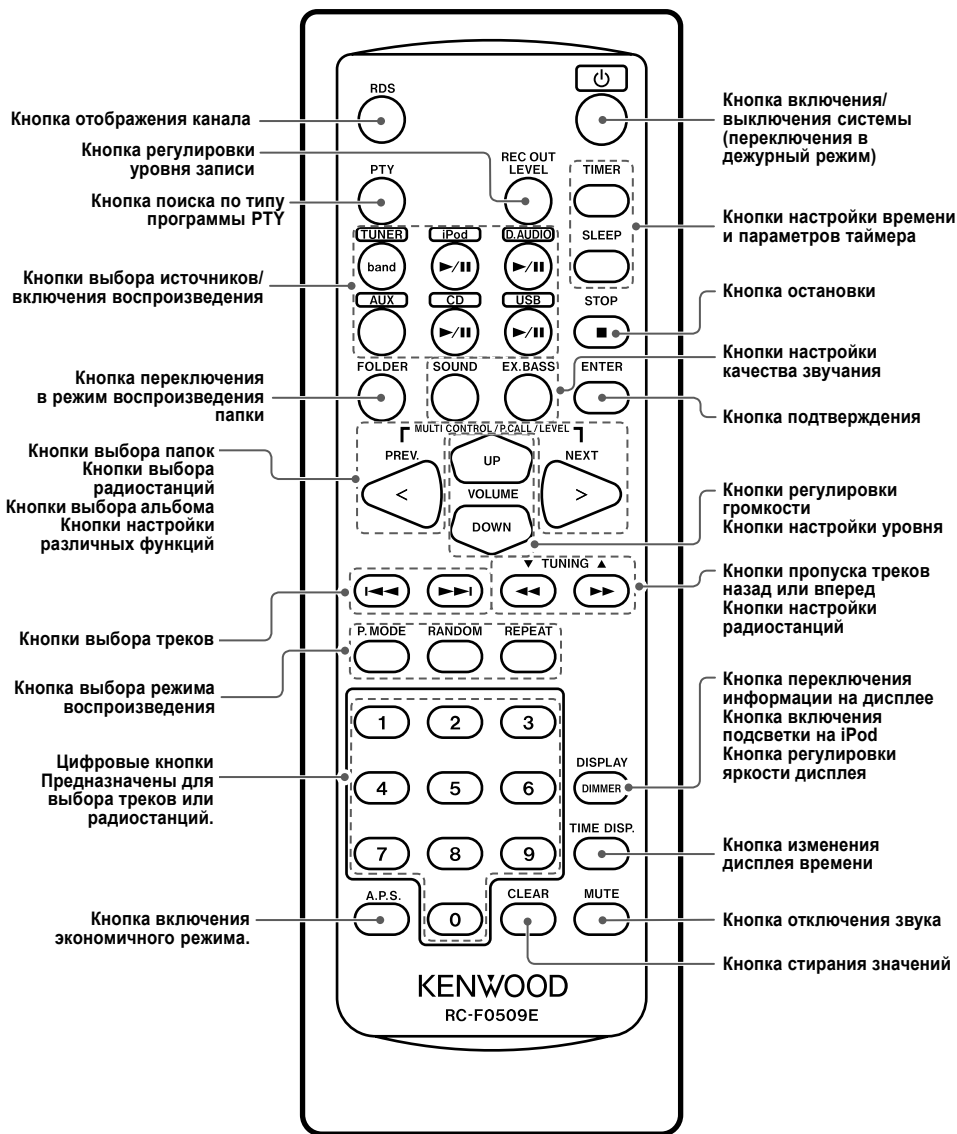 RDS
Кнопка отображения канала
Кнопка включения/
выключения системы
(переключения в
дежурный режим)
Кнопка регулировки
уровня записи
REC OUT
LEVEL
PTY
TIMER
Кнопка поиска по типу
программы PTY
Кнопки настройки времени
и параметров таймера
SLEEP
TUNER
iPod
D.AUDIO
band
►/II
►/II
Кнопки выбора источников/
включения воспроизведения
AUX
CD
USB
►/II
►/II
STOP
■
Кнопка остановки
Кнопки настройки
качества звучания
FOLDER
SOUND
EX.BASS
ENTER
Кнопка переключения
в режим воспроизведения
папки
Кнопка подтверждения
MULTI CONTROL / P.CALL / LEVEL
PREV.
UP
NEXT
<
VOLUME
>
DOWN
Кнопки выбора папок
Кнопки выбора
радиостанций
Кнопки выбора альбома
Кнопки настройки
различных функций
Кнопки регулировки
громкости
Кнопки настройки уровня
▼ TUNING ▲
I◄◄
►►I
◄◄
►►
Кнопки пропуска треков
назад или вперед
Кнопки настройки
радиостанций
Кнопки выбора треков
P.MODE
RANDOM
REPEAT
Кнопка выбора режима
воспроизведения
Кнопка переключения
информации на дисплее
Кнопка включения
подсветки на iPod
Кнопка регулировки
яркости дисплея
1
2
3
Цифровые кнопки
Предназначены для
выбора треков или
радиостанций.
4
5
6
DISPLAY
DIMMER
7
8
9
TIME DISP.
Кнопка изменения
дисплея времени
A.P.S.
0
CLEAR
MUTE
Кнопка включения
экономичного режима.
Кнопка отключения звука
Кнопка стирания значений
KENWOOD
RC-F0509E